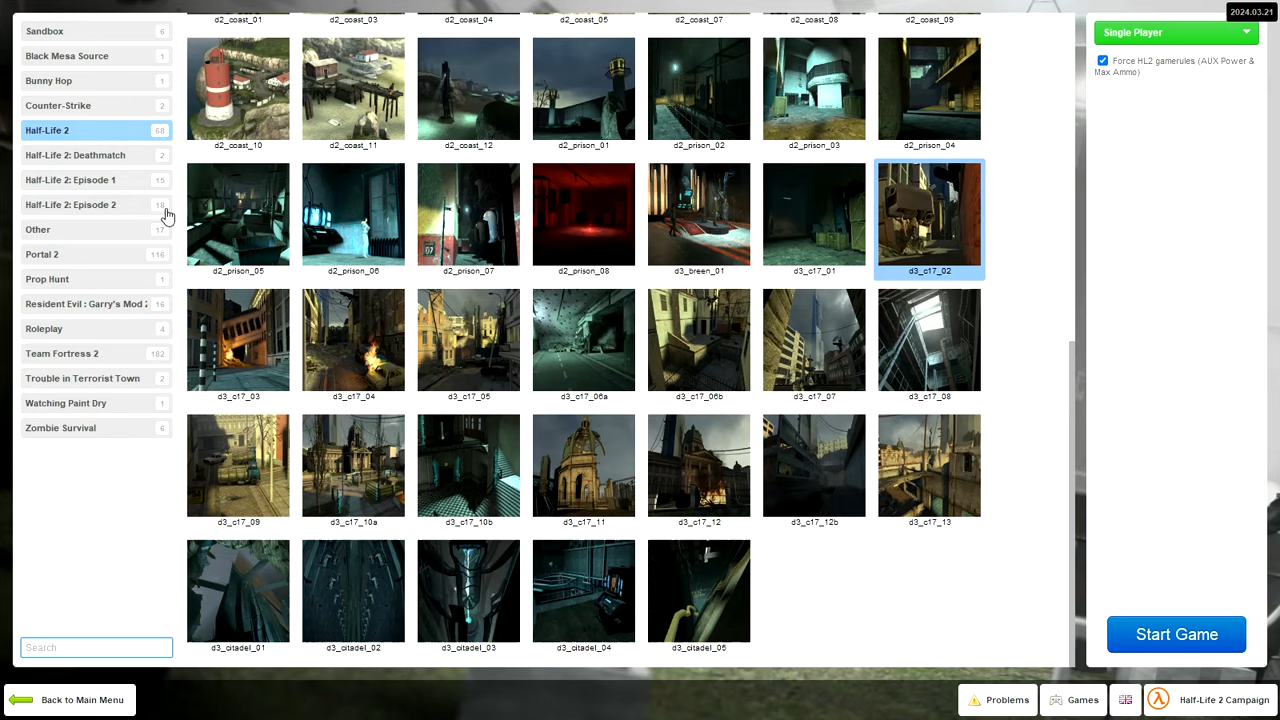 2024.03.21
Sandbox 6
Black Mesa Source 1
Bunny Hop 1
Counter-Strike 2
Half-Life 2 68
Half-Life 2: Deathmatch 2
Half-Life 2: Episode 1 15
Half-Life 2: Episode 2 18
Other 17
Portal 2 116
Prop Hunt 1
Resident Evil : Garry's Mod 16
Roleplay 4
Team Fortress 2 182
Trouble in Terrorist Town 2
Watching Paint Dry 1
Zombie Survival 6
Search
d2_coast_01 d2_coast_03 d2_coast_04 d2_coast_05 d2_coast_07 d2_coast_08 d2_coast_09
d2_coast_10 d2_coast_11 d2_coast_12 d2_prison_01 d2_prison_02 d2_prison_03 d2_prison_04
d2_prison_05 d2_prison_06 d2_prison_07 d2_prison_08 d3_breen_01 d3_c17_01 d3_c17_02
d3_c17_03 d3_c17_04 d3_c17_05 d3_c17_06a d3_c17_06b d3_c17_07 d3_c17_08
d3_c17_09 d3_c17_10a d3_c17_10b d3_c17_11 d3_c17_12 d3_c17_12b d3_c17_13
d3_citadel_01 d3_citadel_02 d3_citadel_03 d3_citadel_04 d3_citadel_05
Single Player
Force HL2 gamerules (AUX Power &
Max Ammo)
Start Game
Back to Main Menu
Problems
Games
Half-Life 2 Campaign